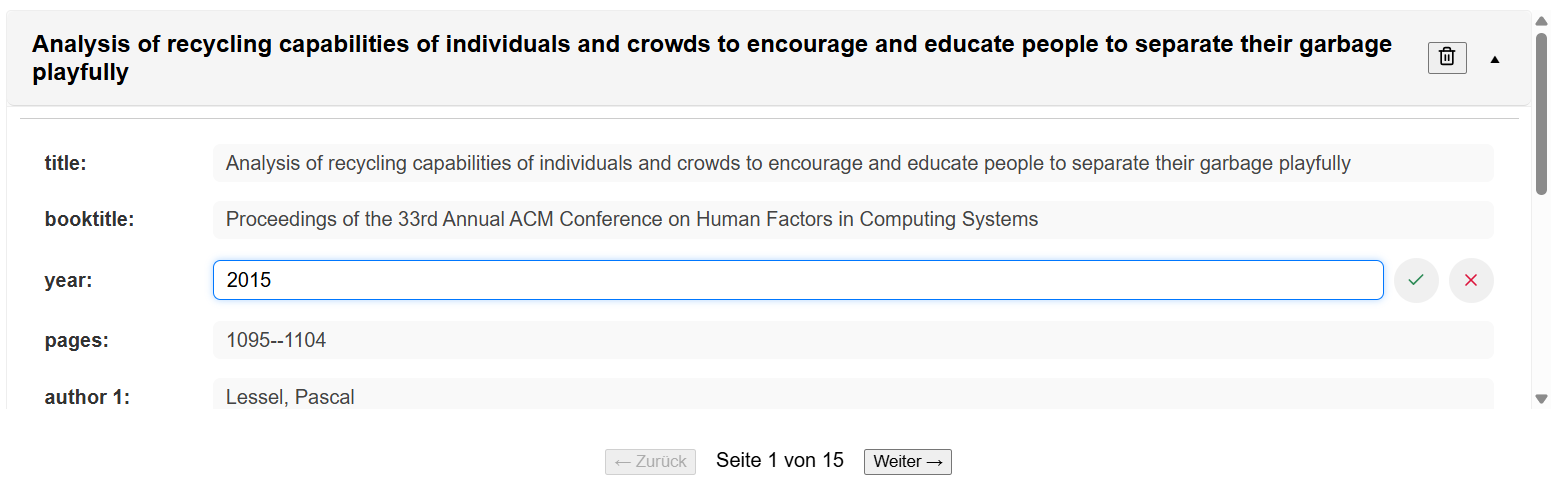 Analysis of recycling capabilities of individuals and crowds to encourage and educate people to separate their garbage
playfully
title: Analysis of recycling capabilities of individuals and crowds to encourage and educate people to separate their garbage playfully
booktitle: Proceedings of the 33rd Annual ACM Conference on Human Factors in Computing Systems
year: 2015
pages: 1095--1104
author 1: Lessel, Pascal
← Zurück Seite 1 von 15 Weiter →